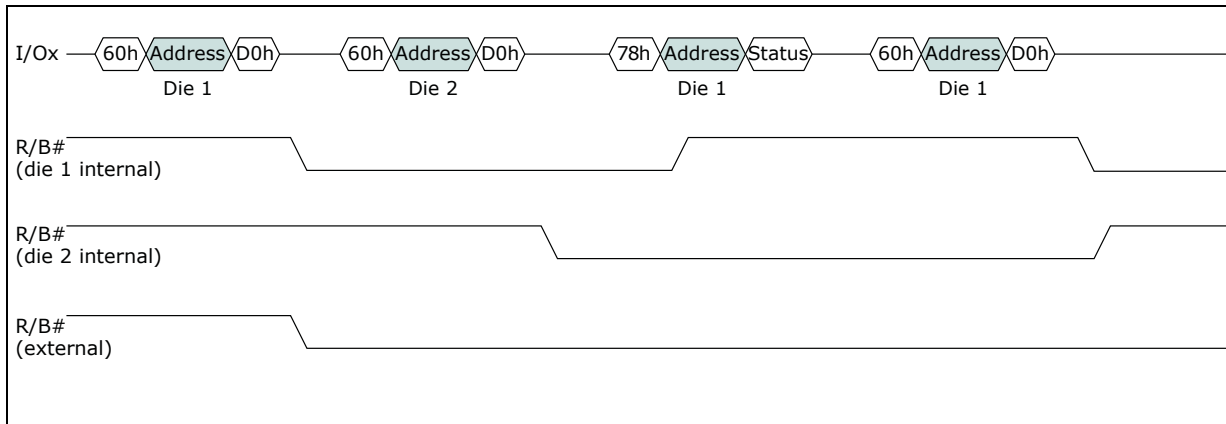 I/Ox 60h Address D0h 60h Address D0h 78h Address Status 60h Address D0h
Die 1 Die 2 Die 1 Die 1
R/B#
(die 1 internal)
R/B#
(die 2 internal)
R/B#
(external)